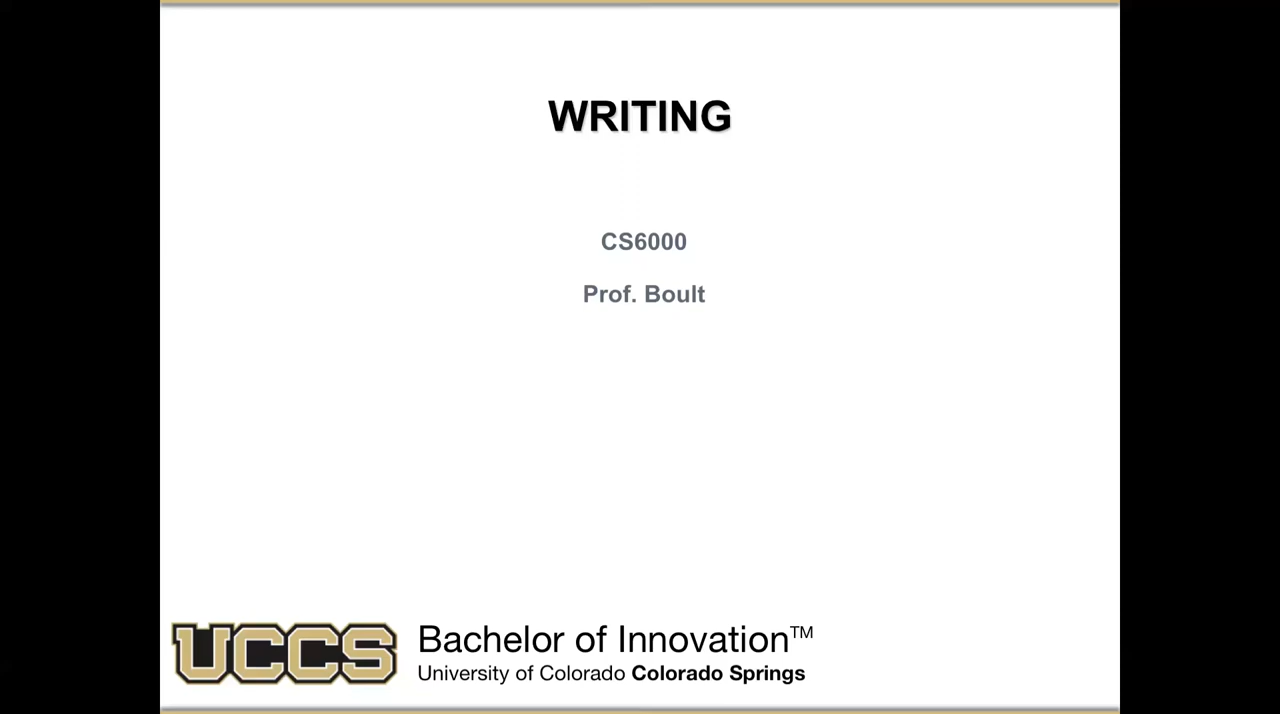 WRITING
CS6000
Prof. Boult
UCCS
Bachelor of Innovation™
University of Colorado Colorado Springs